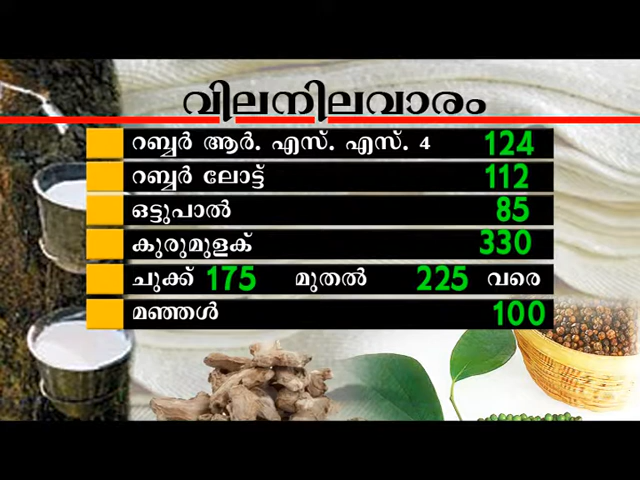 വിലനിലവാരം
റബ്ബർ ആർ. എസ്. എസ്. 4 124
റബ്ബർ ലോട്ട് 112
ഒട്ടുപാൽ 85
കുരുമുളക് 330
ചുക്ക് 175 മുതൽ 225 വരെ
മഞ്ഞൾ 100